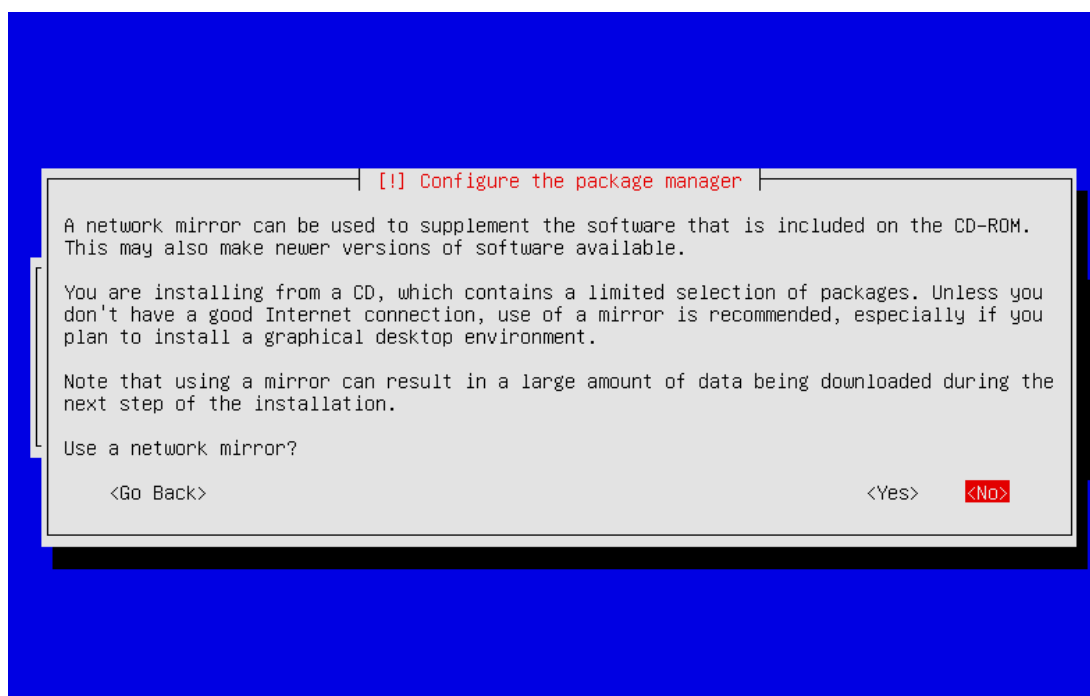 [!] Configure the package manager
A network mirror can be used to supplement the software that is included on the CD-ROM.
This may also make newer versions of software available.
You are installing from a CD, which contains a limited selection of packages. Unless you
don't have a good Internet connection, use of a mirror is recommended, especially if you
plan to install a graphical desktop environment.
Note that using a mirror can result in a large amount of data being downloaded during the
next step of the installation.
Use a network mirror?
<Go Back> <Yes> <No>